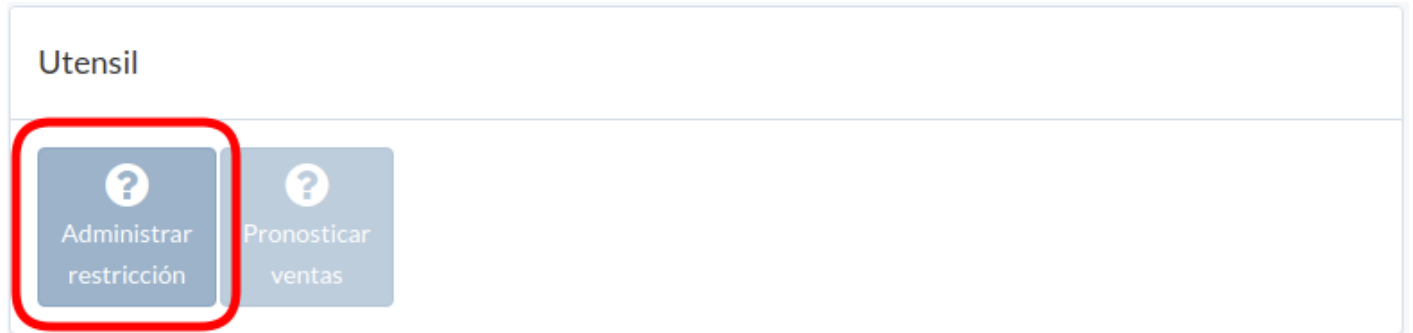 Utensil
Administrar
restricción
Pronosticar
ventas